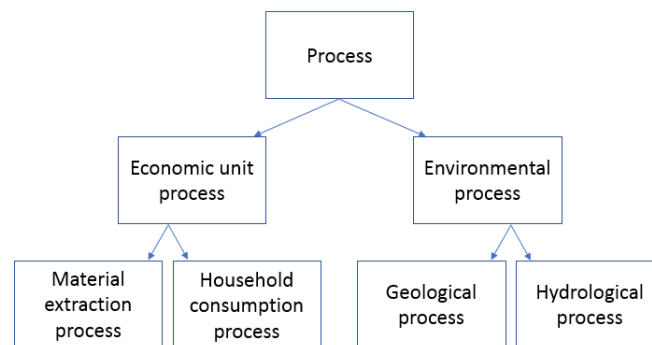 Process
Economic unit
process
Environmental
process
Material
extraction
process
Household
consumption
process
Geological
process
Hydrological
process